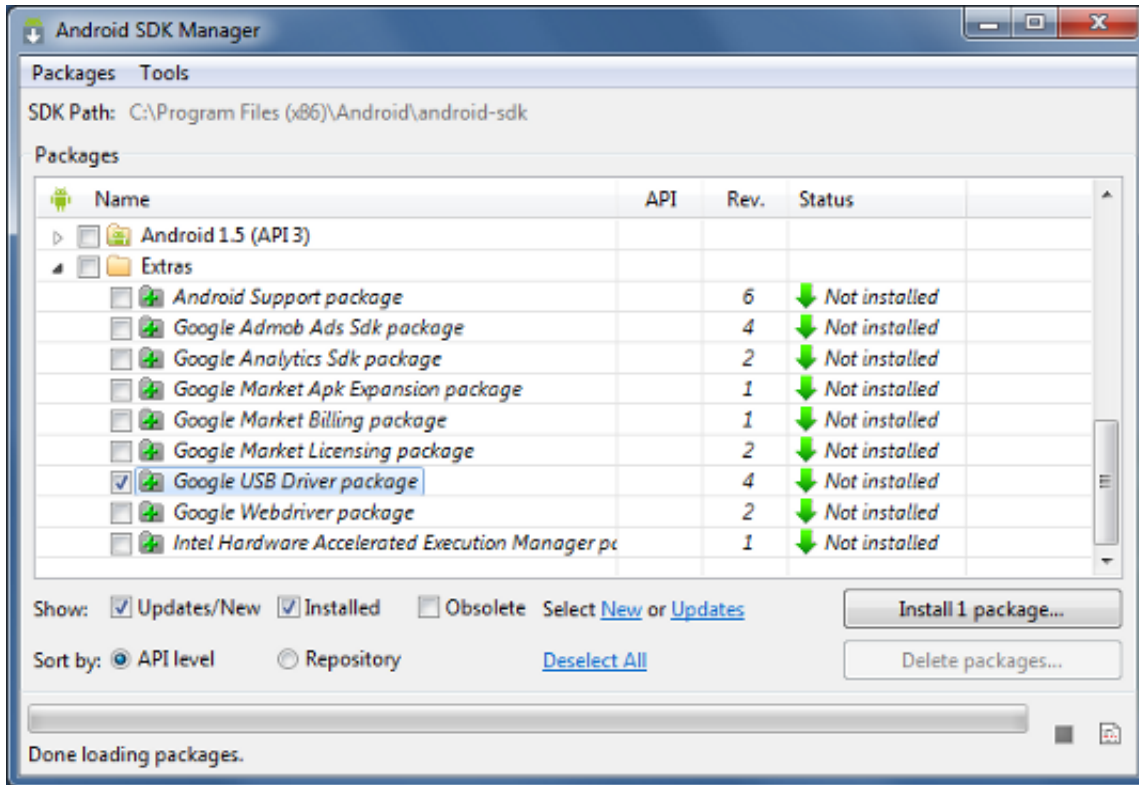 Android SDK Manager
Packages Tools
SDK Path: C:\Program Files (x86)\Android\android-sdk
Packages
Name API Rev. Status
Android 1.5 (API 3)
Extras
Android Support package 6 Not installed
Google Admob Ads Sdk package 4 Not installed
Google Analytics Sdk package 2 Not installed
Google Market Apk Expansion package 1 Not installed
Google Market Billing package 1 Not installed
Google Market Licensing package 2 Not installed
Google USB Driver package 4 Not installed
Google Webdriver package 2 Not installed
Intel Hardware Accelerated Execution Manager 1 Not installed
Show: Updates/New Installed Obsolete Select New or Updates Install 1 package...
Sort by: API level Repository Deselect All Delete packages...
Done loading packages.